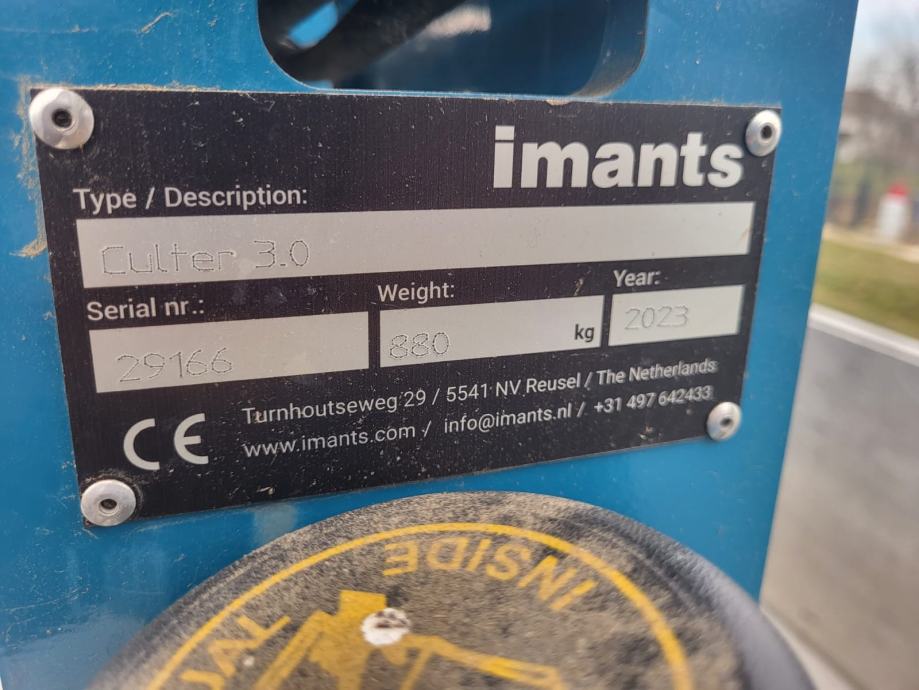 imants
Type / Description:
Culter 3.0
Serial nr.: Weight: Year:
29166 880 kg 2023
Turnhoutseweg 29 / 5541 NV Reusel / The Netherlands
www.imants.com / info@imants.nl / +31 497 642433
CE
INSIDE